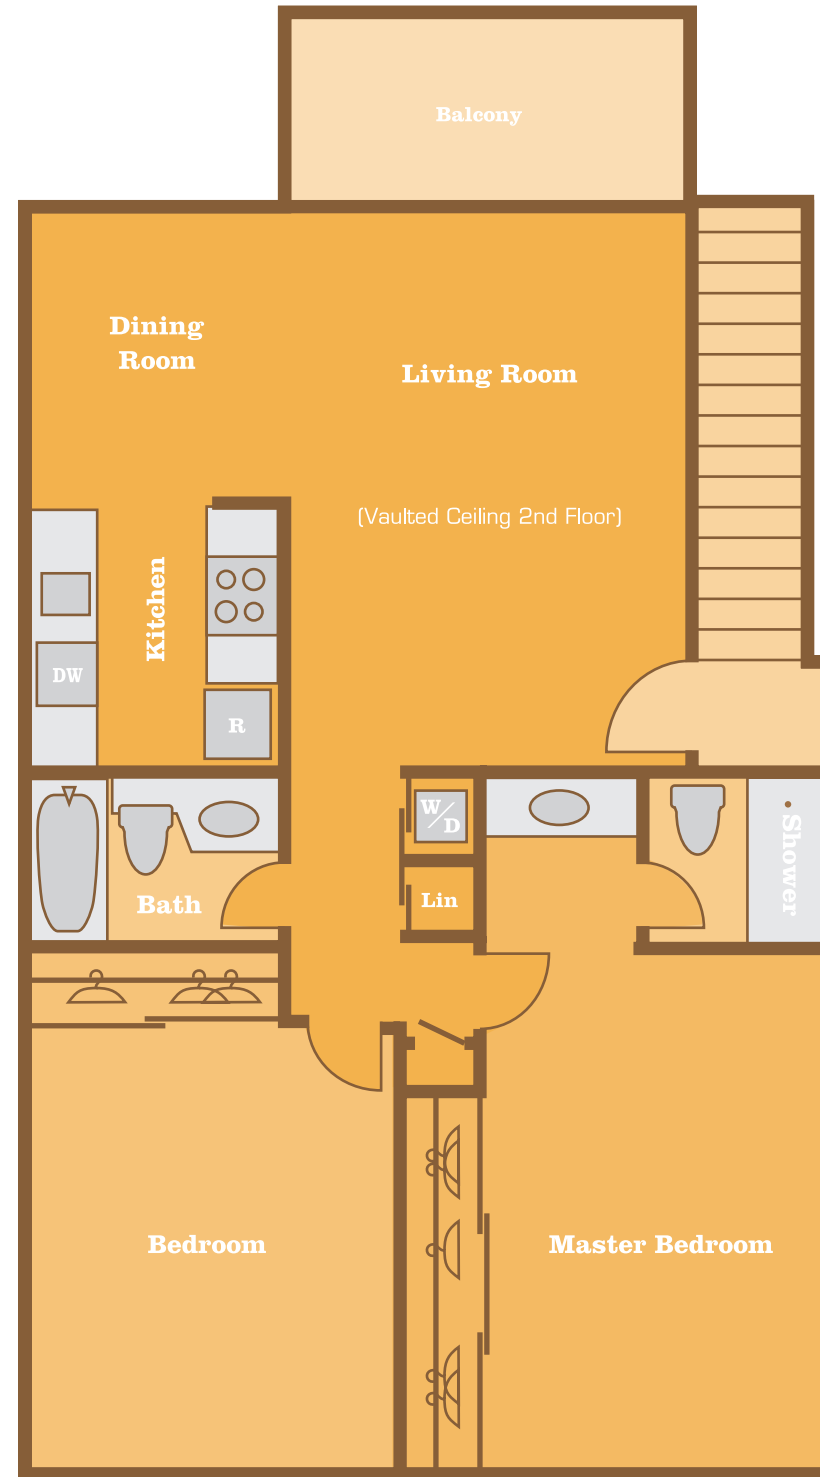 Balcony
Dining
Room
Living Room
(Vaulted Ceiling 2nd Floor)
Kitchen
DW
R
W/D
Shower
Bath
Lin
Bedroom
Master Bedroom